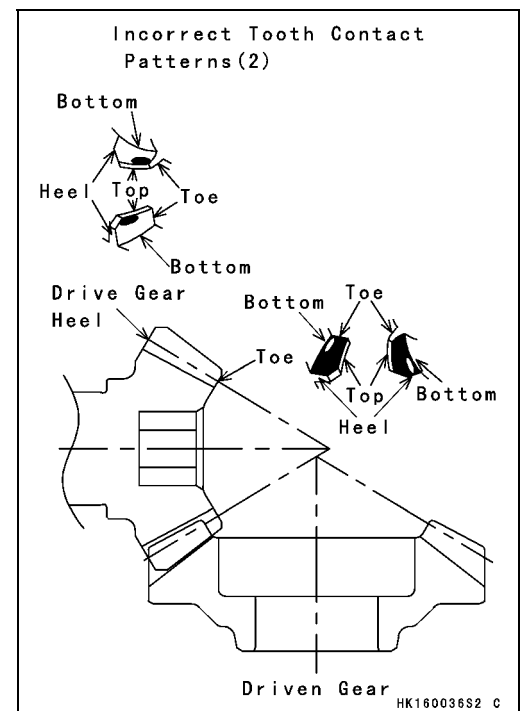 Incorrect Tooth Contact
Patterns(2)
Bottom
Heel Top Toe
Bottom
Drive Gear
Heel
Toe
Bottom Toe
Top Bottom
Heel
Driven Gear
HK160036S2 C